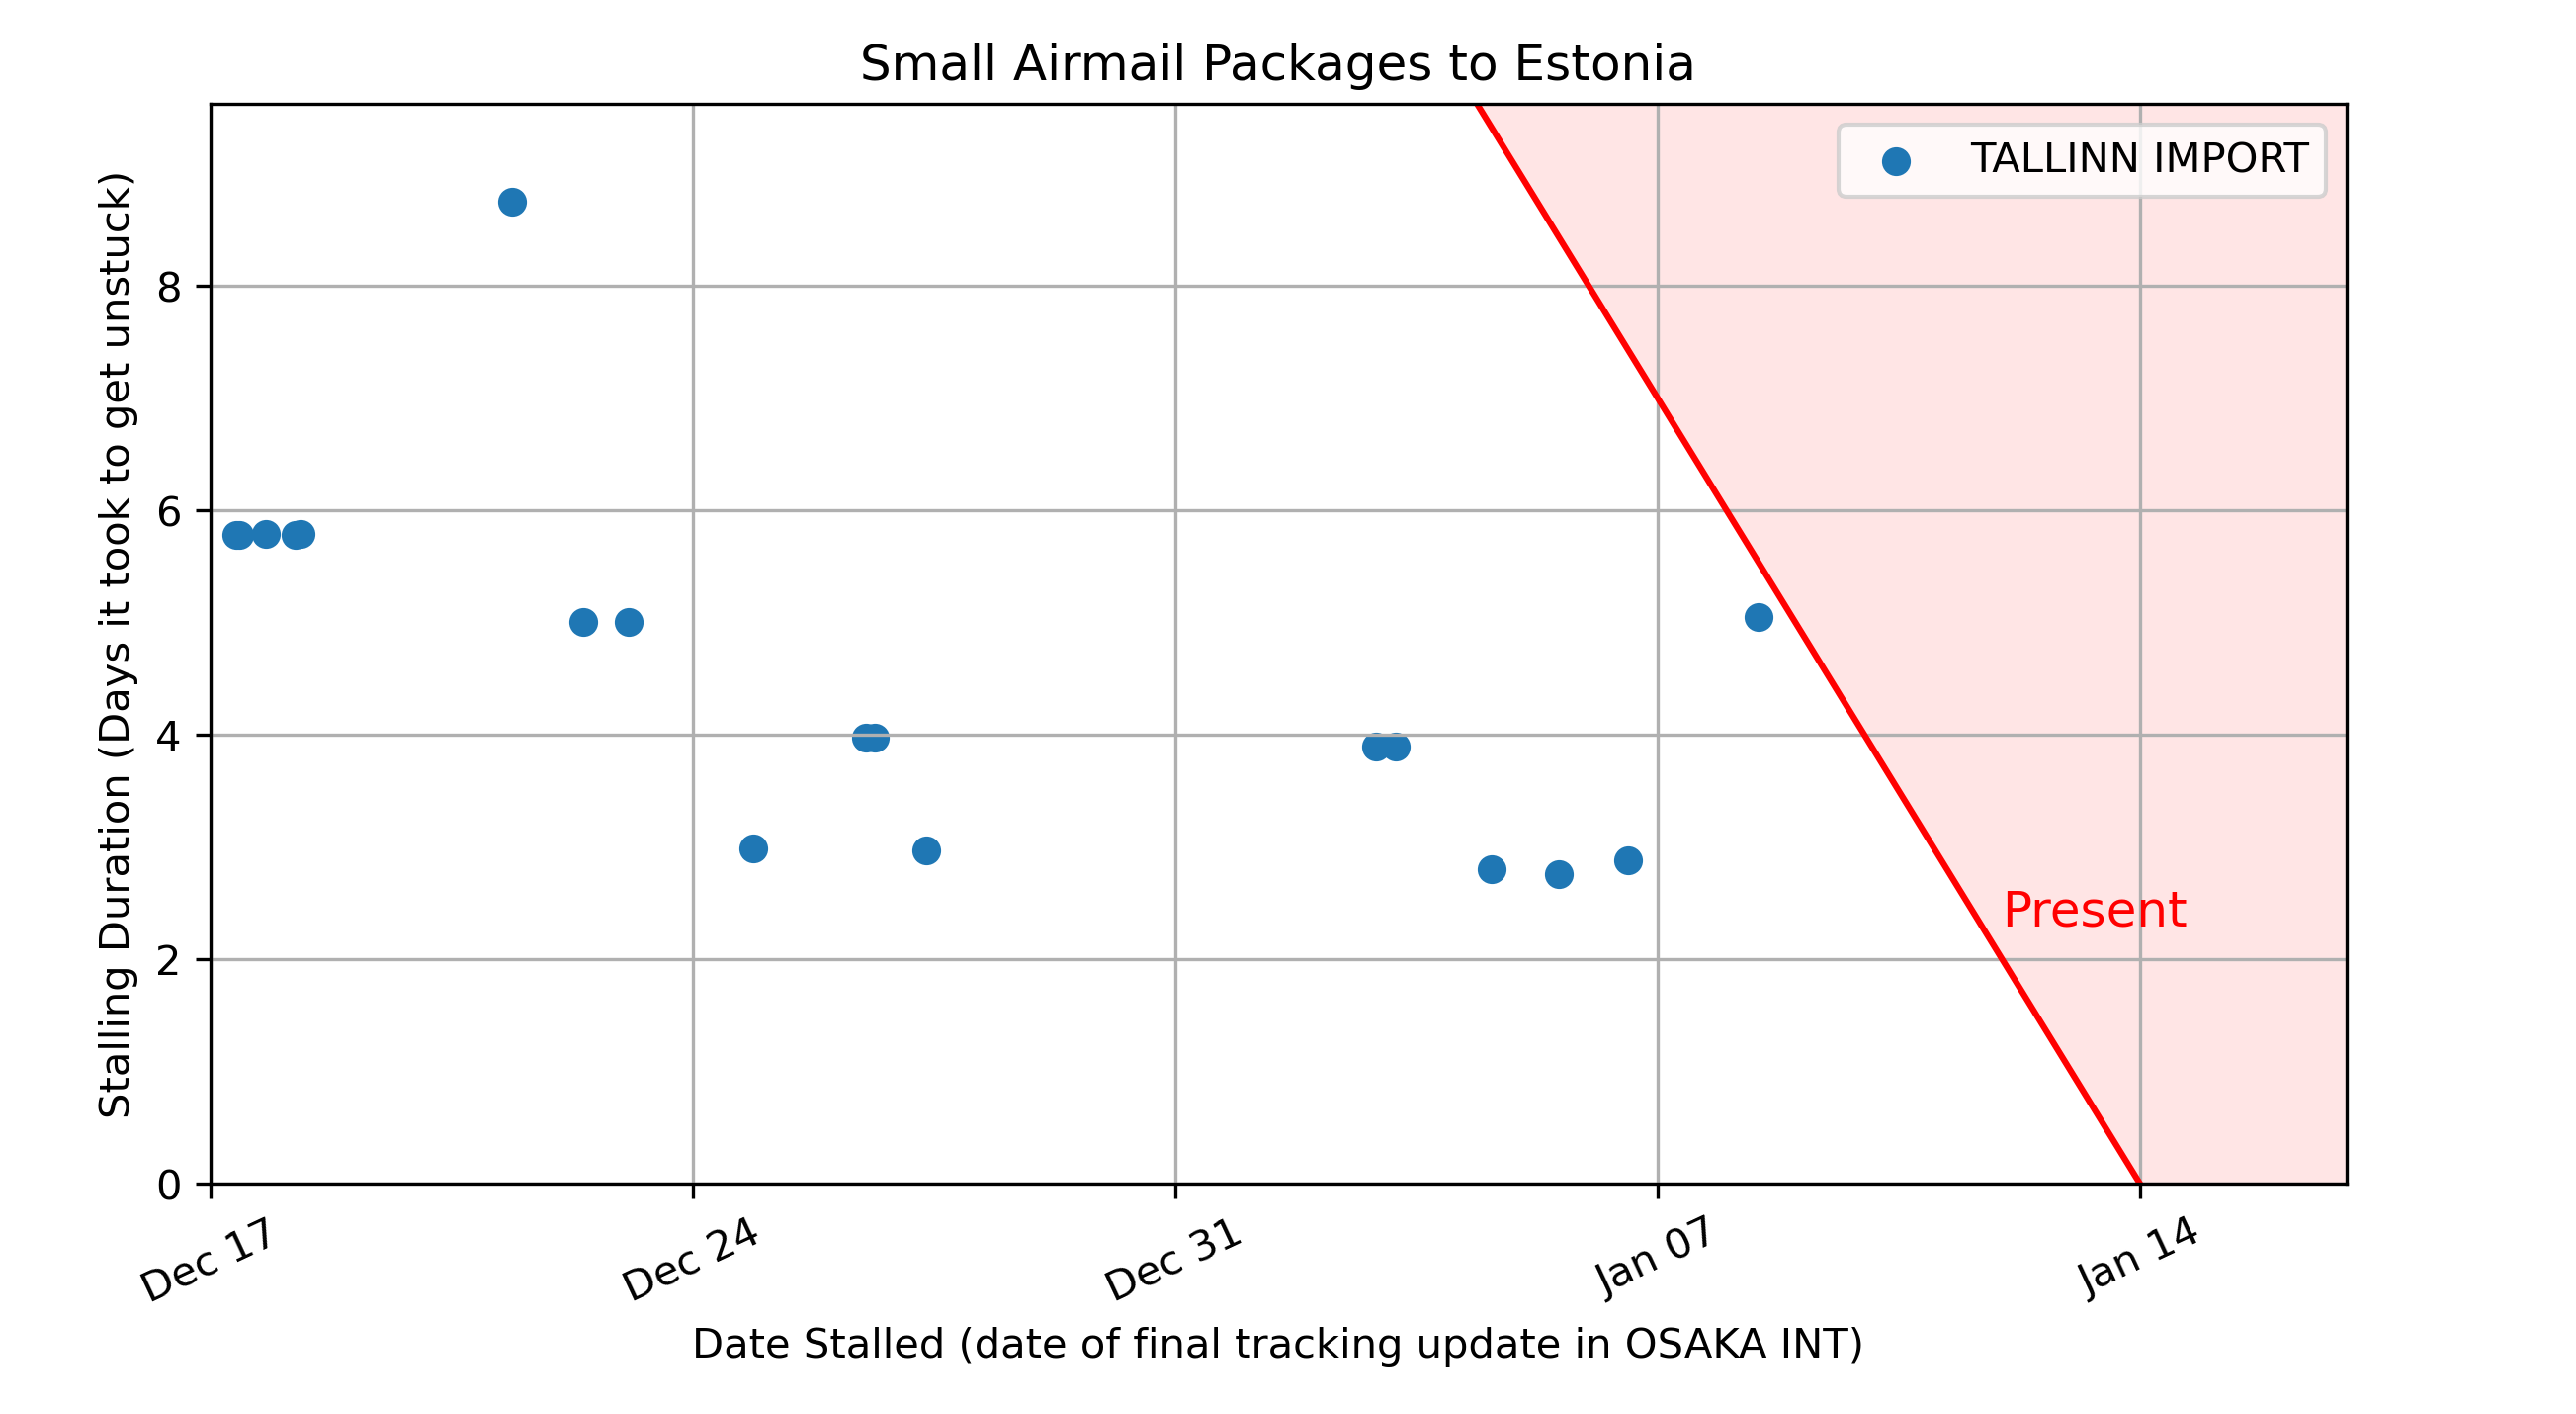 Small Airmail Packages to Estonia
TALLINN IMPORT
Stalling Duration (Days it took to get unstuck)
8
6
4
2
0
Present
Dec 17
Dec 24
Dec 31
Jan 07
Jan 14
Date Stalled (date of final tracking update in OSAKA INT)